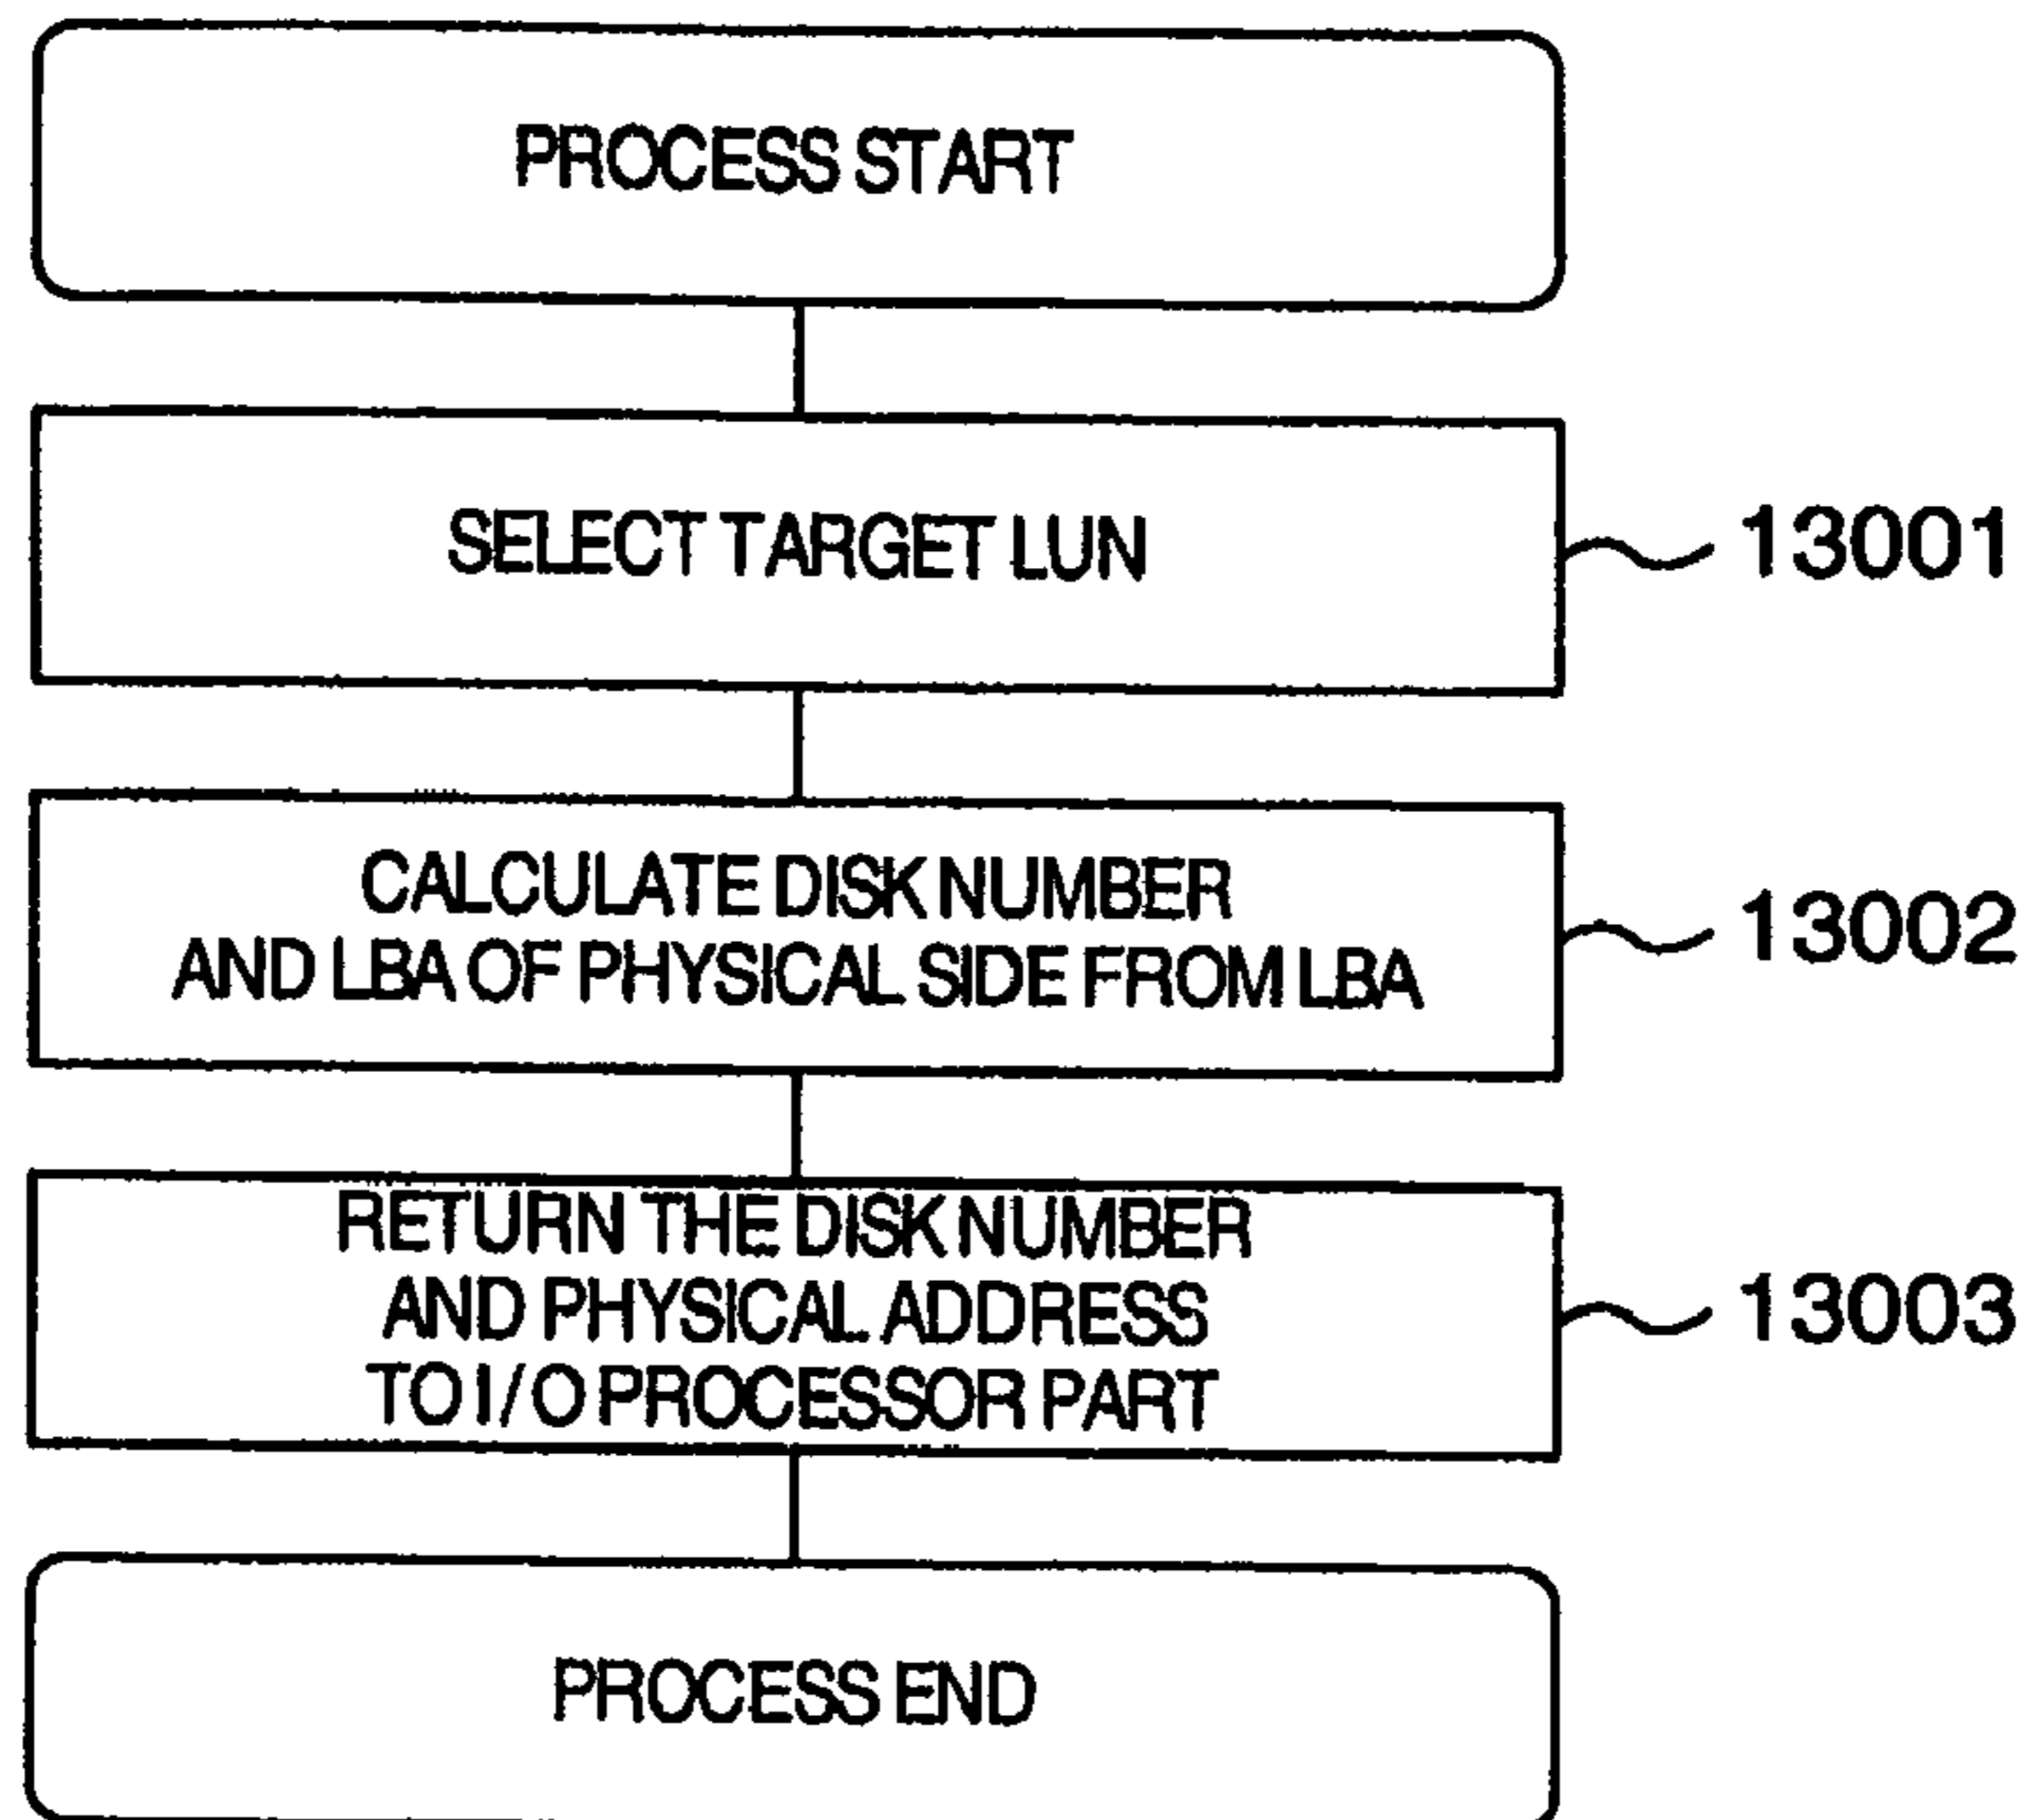 PROCESS START
SELECT TARGET LUN
13001
CALCULATE DISK NUMBER
AND LBA OF PHYSICAL SIDE FROM LBA
13002
RETURN THE DISK NUMBER
AND PHYSICAL ADDRESS
TO I/O PROCESSOR PART
13003
PROCESS END